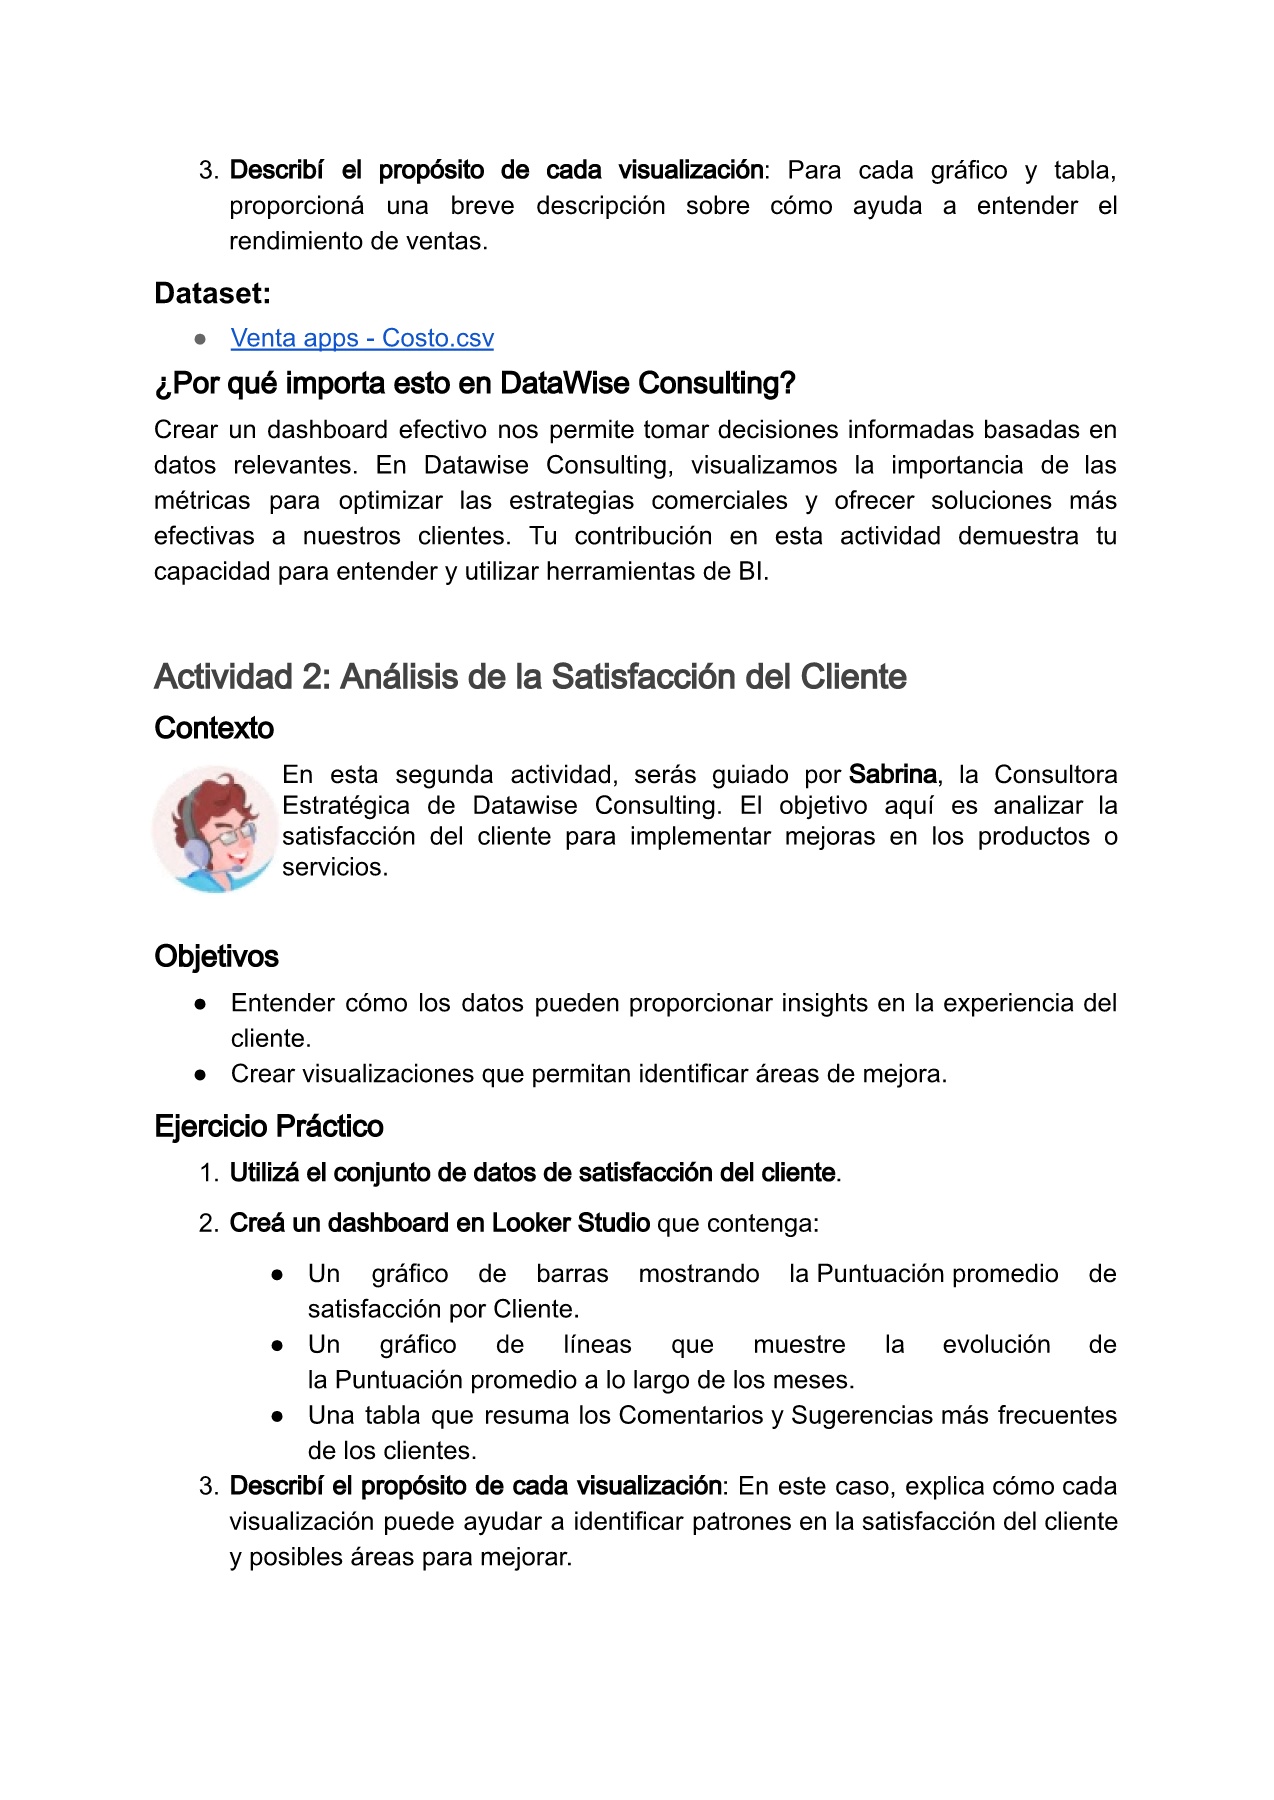 3. Describí el propósito de cada visualización: Para cada gráfico y tabla,
proporcioná una breve descripción sobre cómo ayuda a entender el
rendimiento de ventas.
Dataset:
● Venta apps - Costo.csv
¿Por qué importa esto en DataWise Consulting?
Crear un dashboard efectivo nos permite tomar decisiones informadas basadas en
datos relevantes. En Datawise Consulting, visualizamos la importancia de las
métricas para optimizar las estrategias comerciales y ofrecer soluciones más
efectivas a nuestros clientes. Tu contribución en esta actividad demuestra tu
capacidad para entender y utilizar herramientas de BI.
Actividad 2: Análisis de la Satisfacción del Cliente
Contexto
En esta segunda actividad, serás guiado por Sabrina, la Consultora
Estratégica de Datawise Consulting. El objetivo aquí es analizar la
satisfacción del cliente para implementar mejoras en los productos o
servicios.
Objetivos
● Entender cómo los datos pueden proporcionar insights en la experiencia del
cliente.
● Crear visualizaciones que permitan identificar áreas de mejora.
Ejercicio Práctico
1. Utilizá el conjunto de datos de satisfacción del cliente.
2. Creá un dashboard en Looker Studio que contenga:
● Un gráfico de barras mostrando la Puntuación promedio de
satisfacción por Cliente.
● Un gráfico de líneas que muestre la evolución de
la Puntuación promedio a lo largo de los meses.
● Una tabla que resuma los Comentarios y Sugerencias más frecuentes
de los clientes.
3. Describí el propósito de cada visualización: En este caso, explica cómo cada
visualización puede ayudar a identificar patrones en la satisfacción del cliente
y posibles áreas para mejorar.